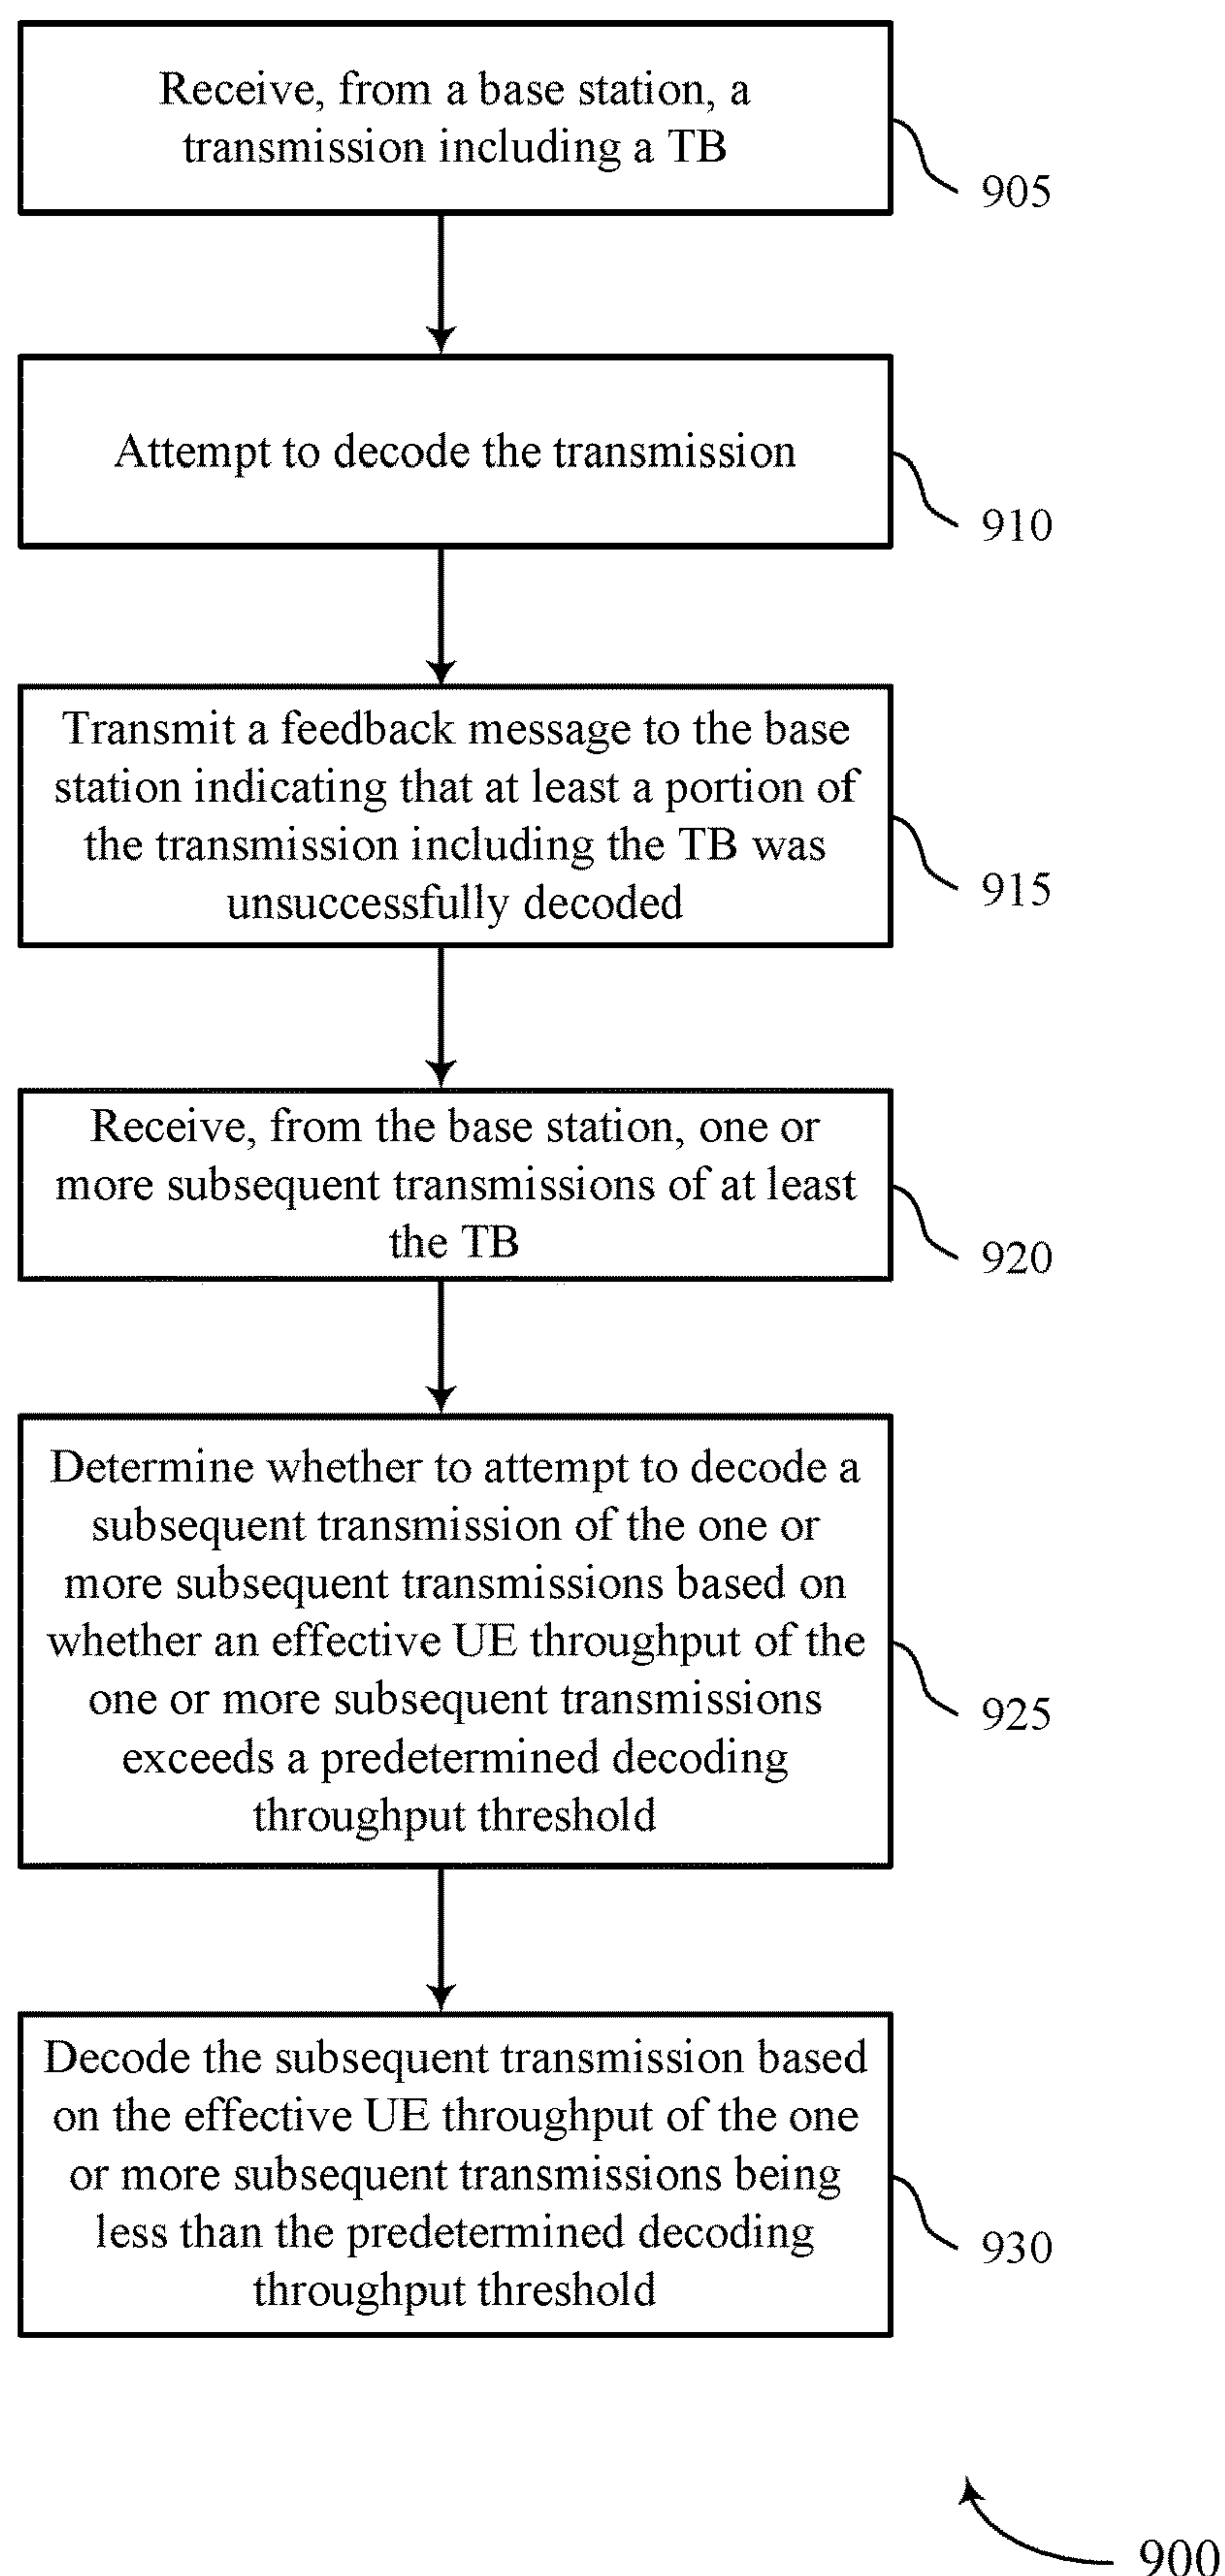 Receive, from a base station, a
transmission including a TB
905
Attempt to decode the transmission
910
Transmit a feedback message to the base
station indicating that at least a portion of
the transmission including the TB was
unsuccessfully decoded
915
Receive, from the base station, one or
more subsequent transmissions of at least
the TB
920
Determine whether to attempt to decode a
subsequent transmission of the one or
more subsequent transmissions based on
whether an effective UE throughput of the
one or more subsequent transmissions
exceeds a predetermined decoding
throughput threshold
925
Decode the subsequent transmission based
on the effective UE throughput of the one
or more subsequent transmissions being
less than the predetermined decoding
throughput threshold
930
900